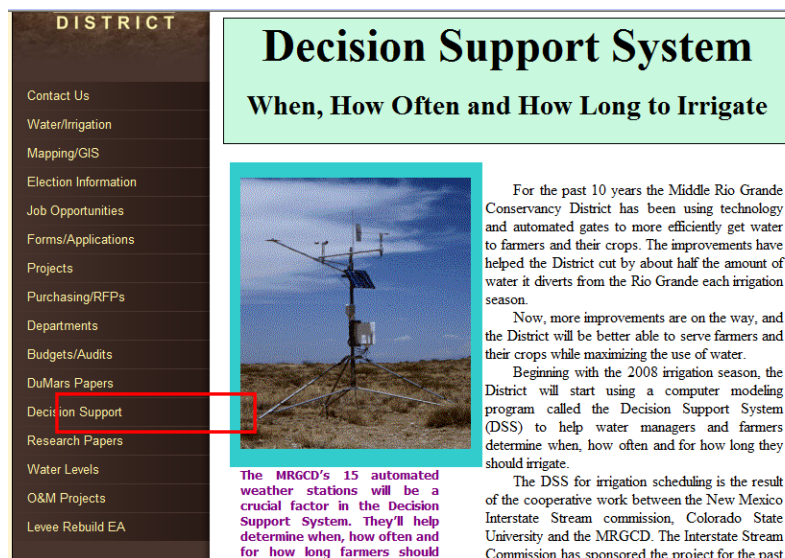 DISTRICT
Contact Us
Water/Irrigation
Mapping/GIS
Election Information
Job Opportunities
Forms/Applications
Projects
Purchasing/RFPs
Departments
Budgets/Audits
DuMars Papers
Decision Support
Research Papers
Water Levels
O&M Projects
Levee Rebuild EA
Decision Support System
When, How Often and How Long to Irrigate
The MRGCD's 15 automated
weather stations will be a
crucial factor in the Decision
Support System. They'll help
determine when, how often and
for how long farmers should
For the past 10 years the Middle Rio Grande
Conservancy District has been using technology
and automated gates to more efficiently get water
to farmers and their crops. The improvements have
helped the District cut by about half the amount of
water it diverts from the Rio Grande each irrigation
season.
Now, more improvements are on the way, and
the District will be better able to serve farmers and
their crops while maximizing the use of water.
Beginning with the 2008 irrigation season, the
District will start using a computer modeling
program called the Decision Support System
(DSS) to help water managers and farmers
determine when, how often and for how long they
should irrigate.
The DSS for irrigation scheduling is the result
of the cooperative work between the New Mexico
Interstate Stream commission, Colorado State
University and the MRGCD. The Interstate Stream
Commission has sponsored the project for the past